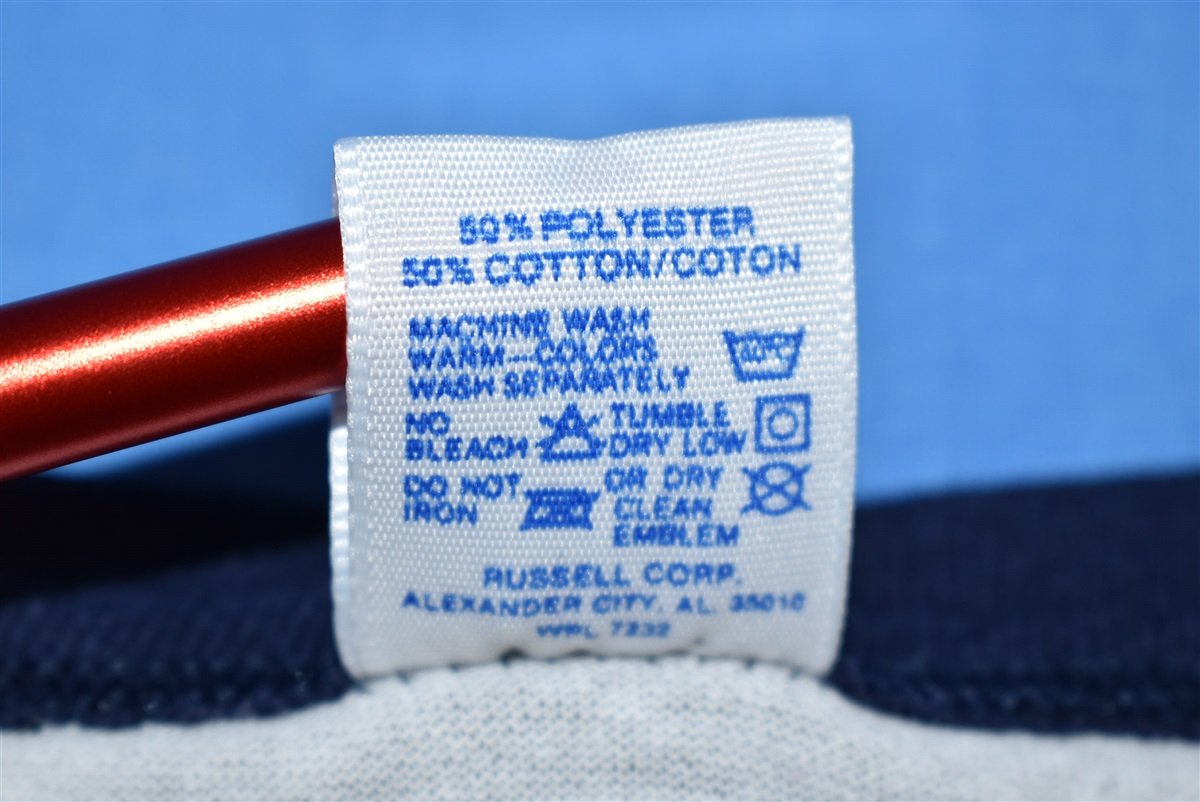 50% POLYESTER
50% COTTON/COTON
MACHINE WASH
WARM-COLORS
WASH SEPARATELY
NO
BLEACH
TUMBLE
DRY LOW
DO NOT
IRON
OR DRY
CLEAN
EMBLEM
RUSSELL CORP.
ALEXANDER CITY, AL. 35010
WPL 7232